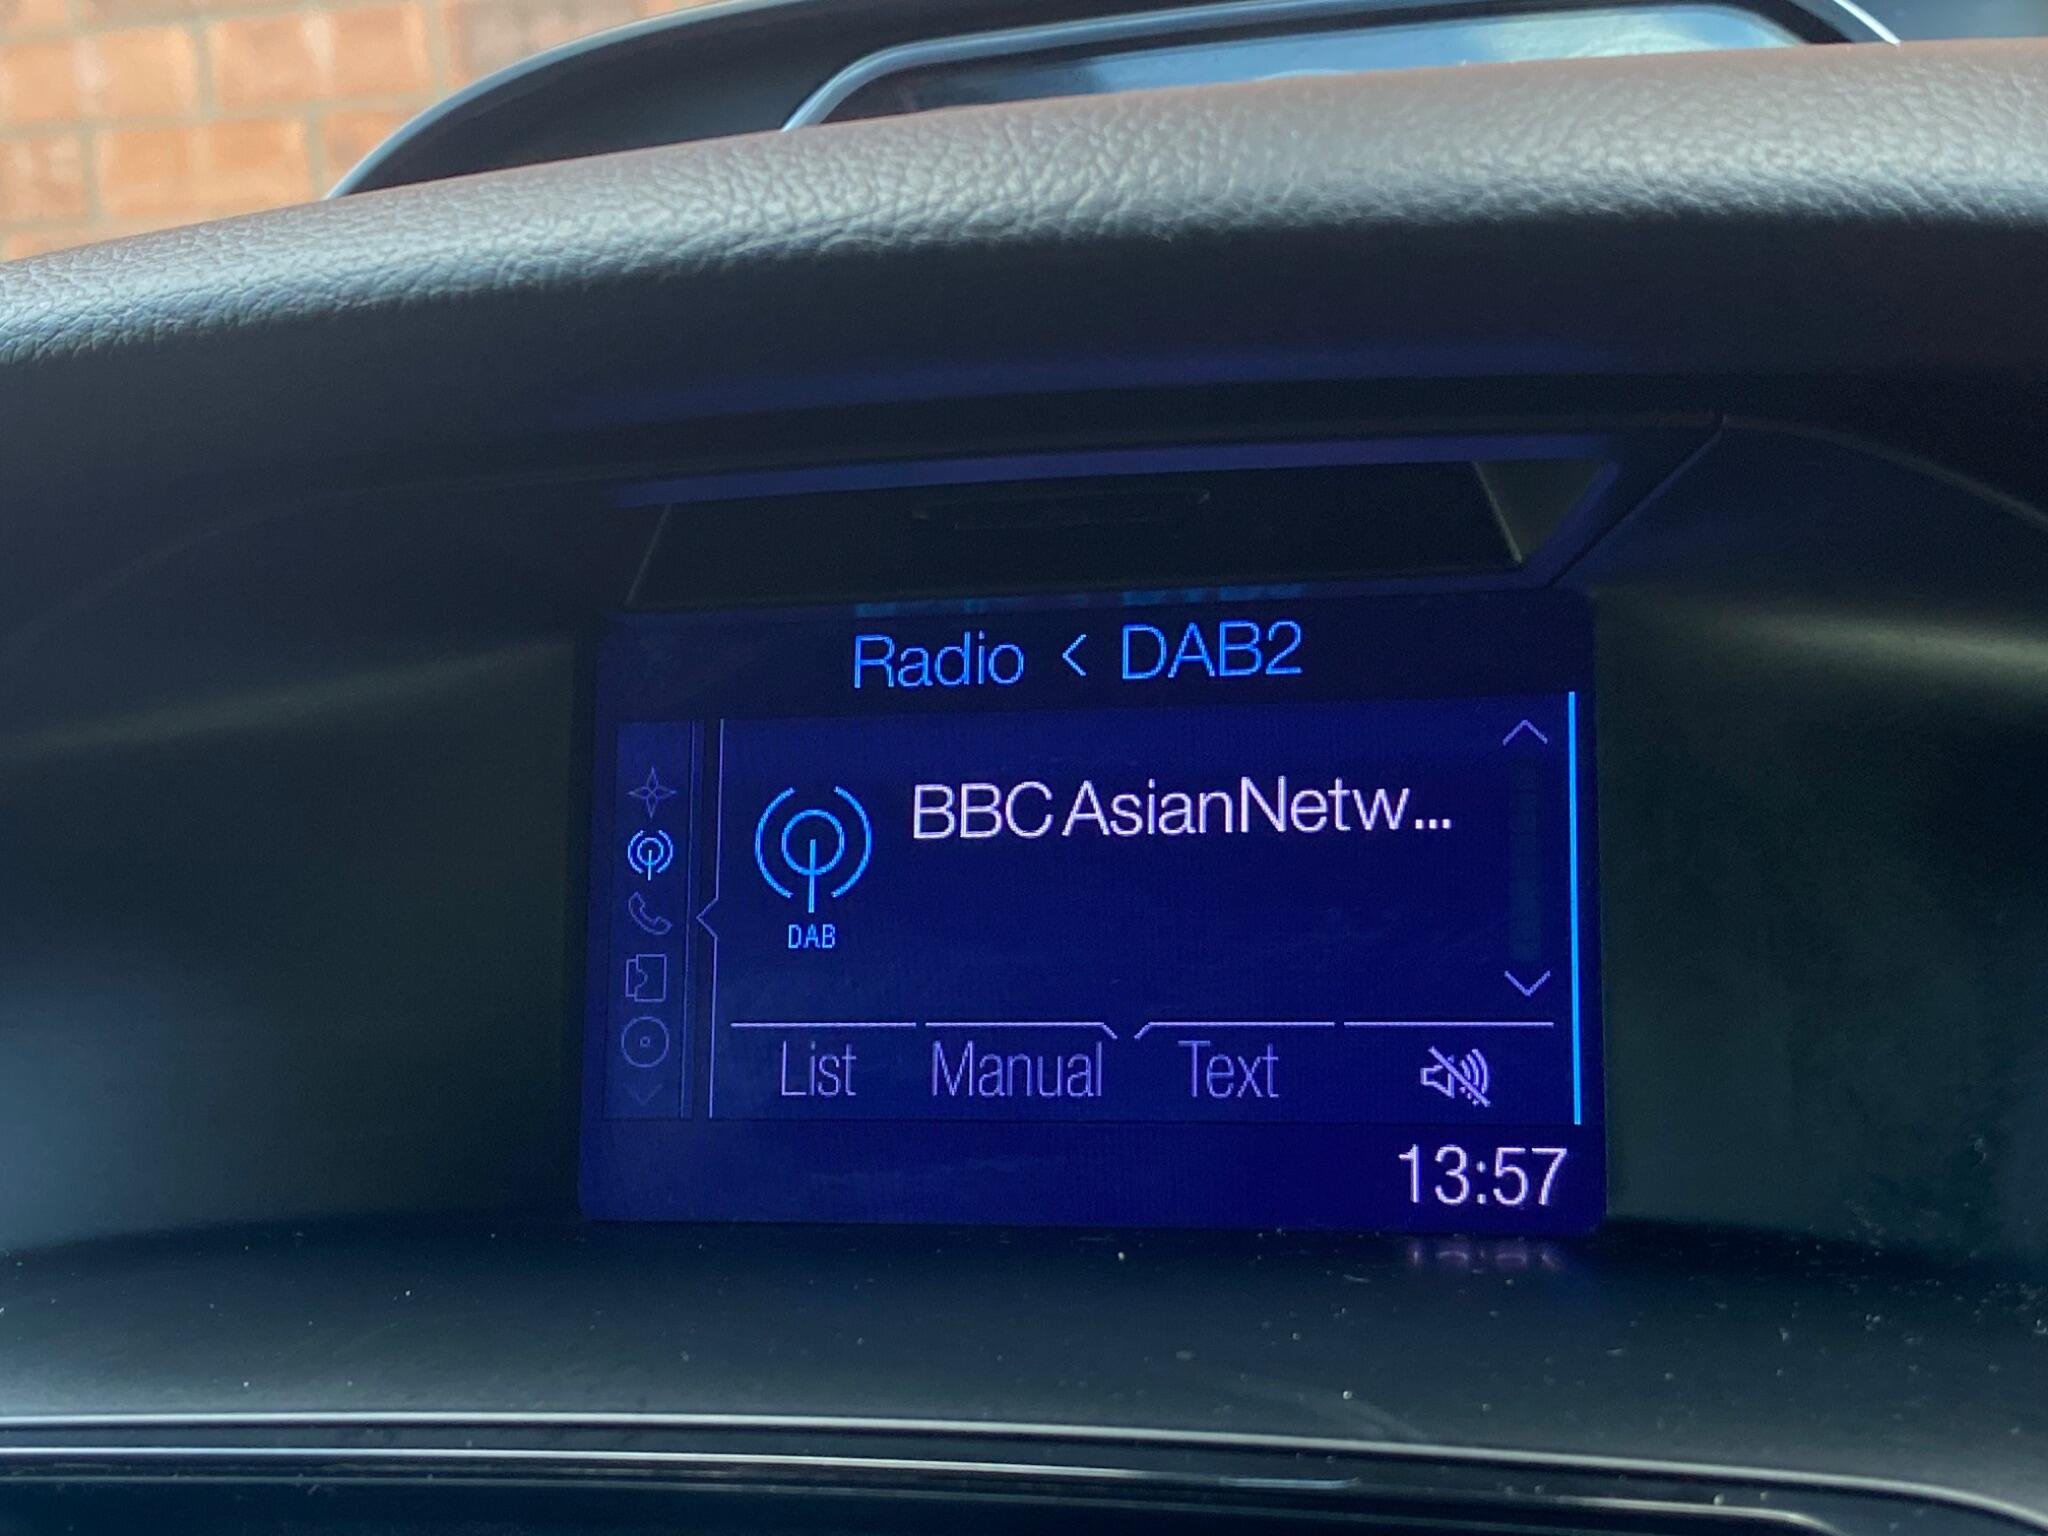 Radio < DAB2
BBC AsianNetw...
DAB
List Manual Text
13:57